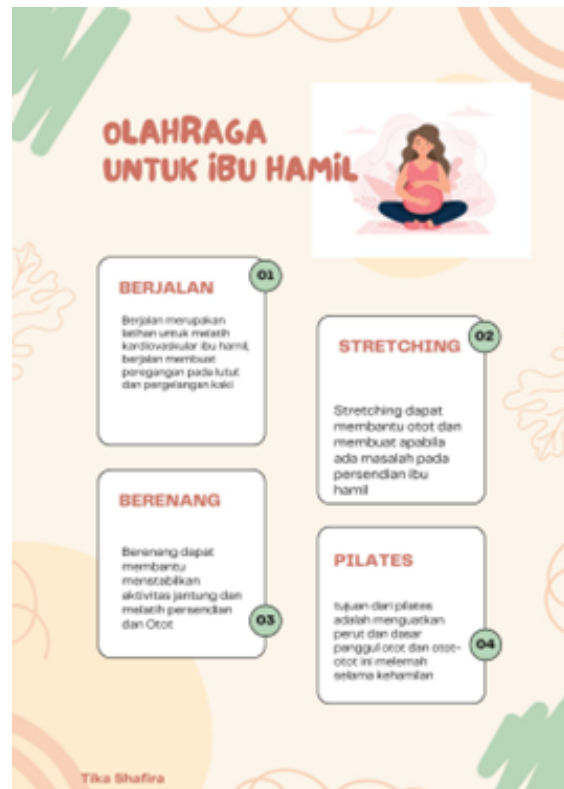 OLAHRAGA
UNTUK iBU HAMiL
01
BERJALAN
Berjalan merupakan
latihan untuk melatih
kardiovaskular ibu hamil,
berjalan membuat
peregangan pada lutut
dan pergelangan kaki
02
STRETCHING
Stretching dapat
membantu otot dan
membuat apabila
ada masalah pada
persendian ibu
hamil
BERENANG
Berenang dapat
membantu
menstabilkan
aktivitas jantung dan
melatih persendian
dan Otot
03
PILATES
tujuan dari pilates
adalah menguatkan
perut dan dasar
panggul otot dan otot-
otot ini melemah
selama kehamilan
04
Tika Shafira